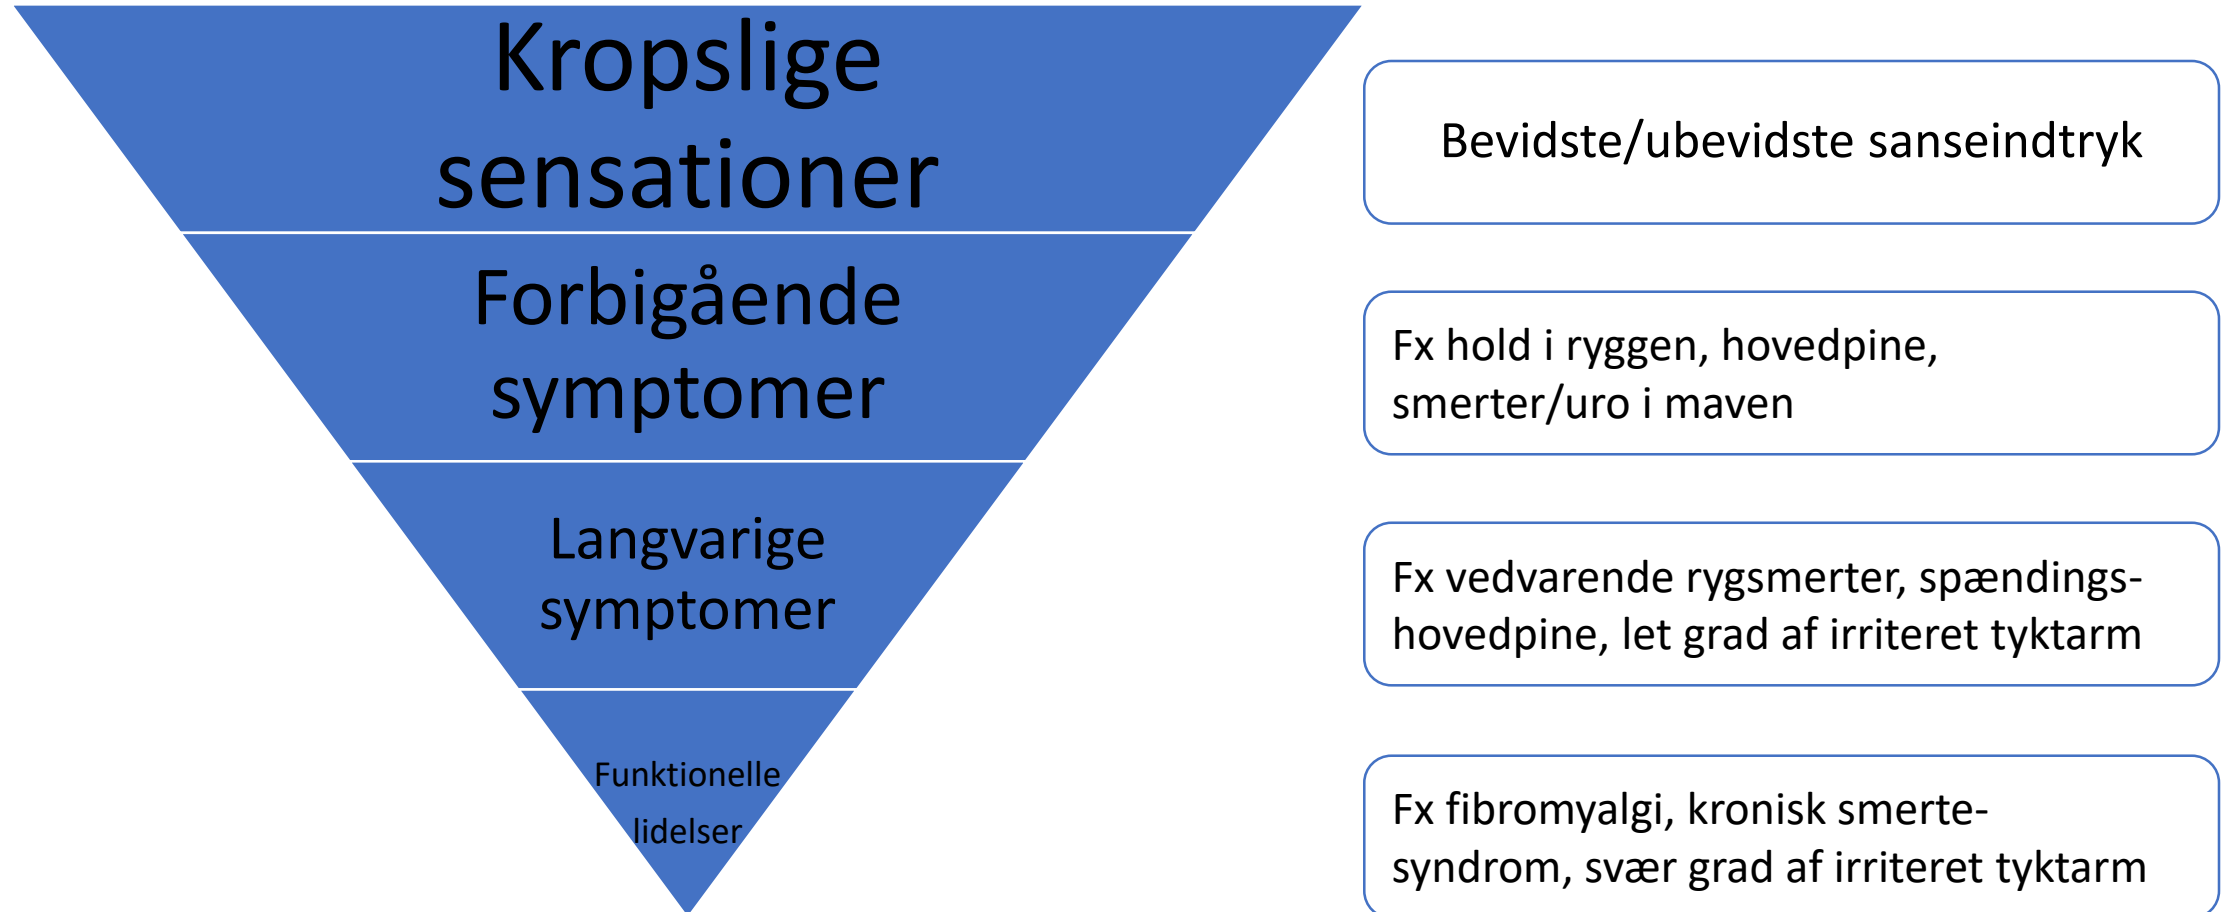 Kropslige
sensationer
Bevidste/ubevidste sanseindtryk
Forbigående
symptomer
Fx hold i ryggen, hovedpine,
smerter/uro i maven
Langvarige
symptomer
Fx vedvarende rygsmerter, spændings-
hovedpine, let grad af irriteret tyktarm
Funktionelle
lidelser
Fx fibromyalgi, kronisk smerte-
syndrom, svær grad af irriteret tyktarm